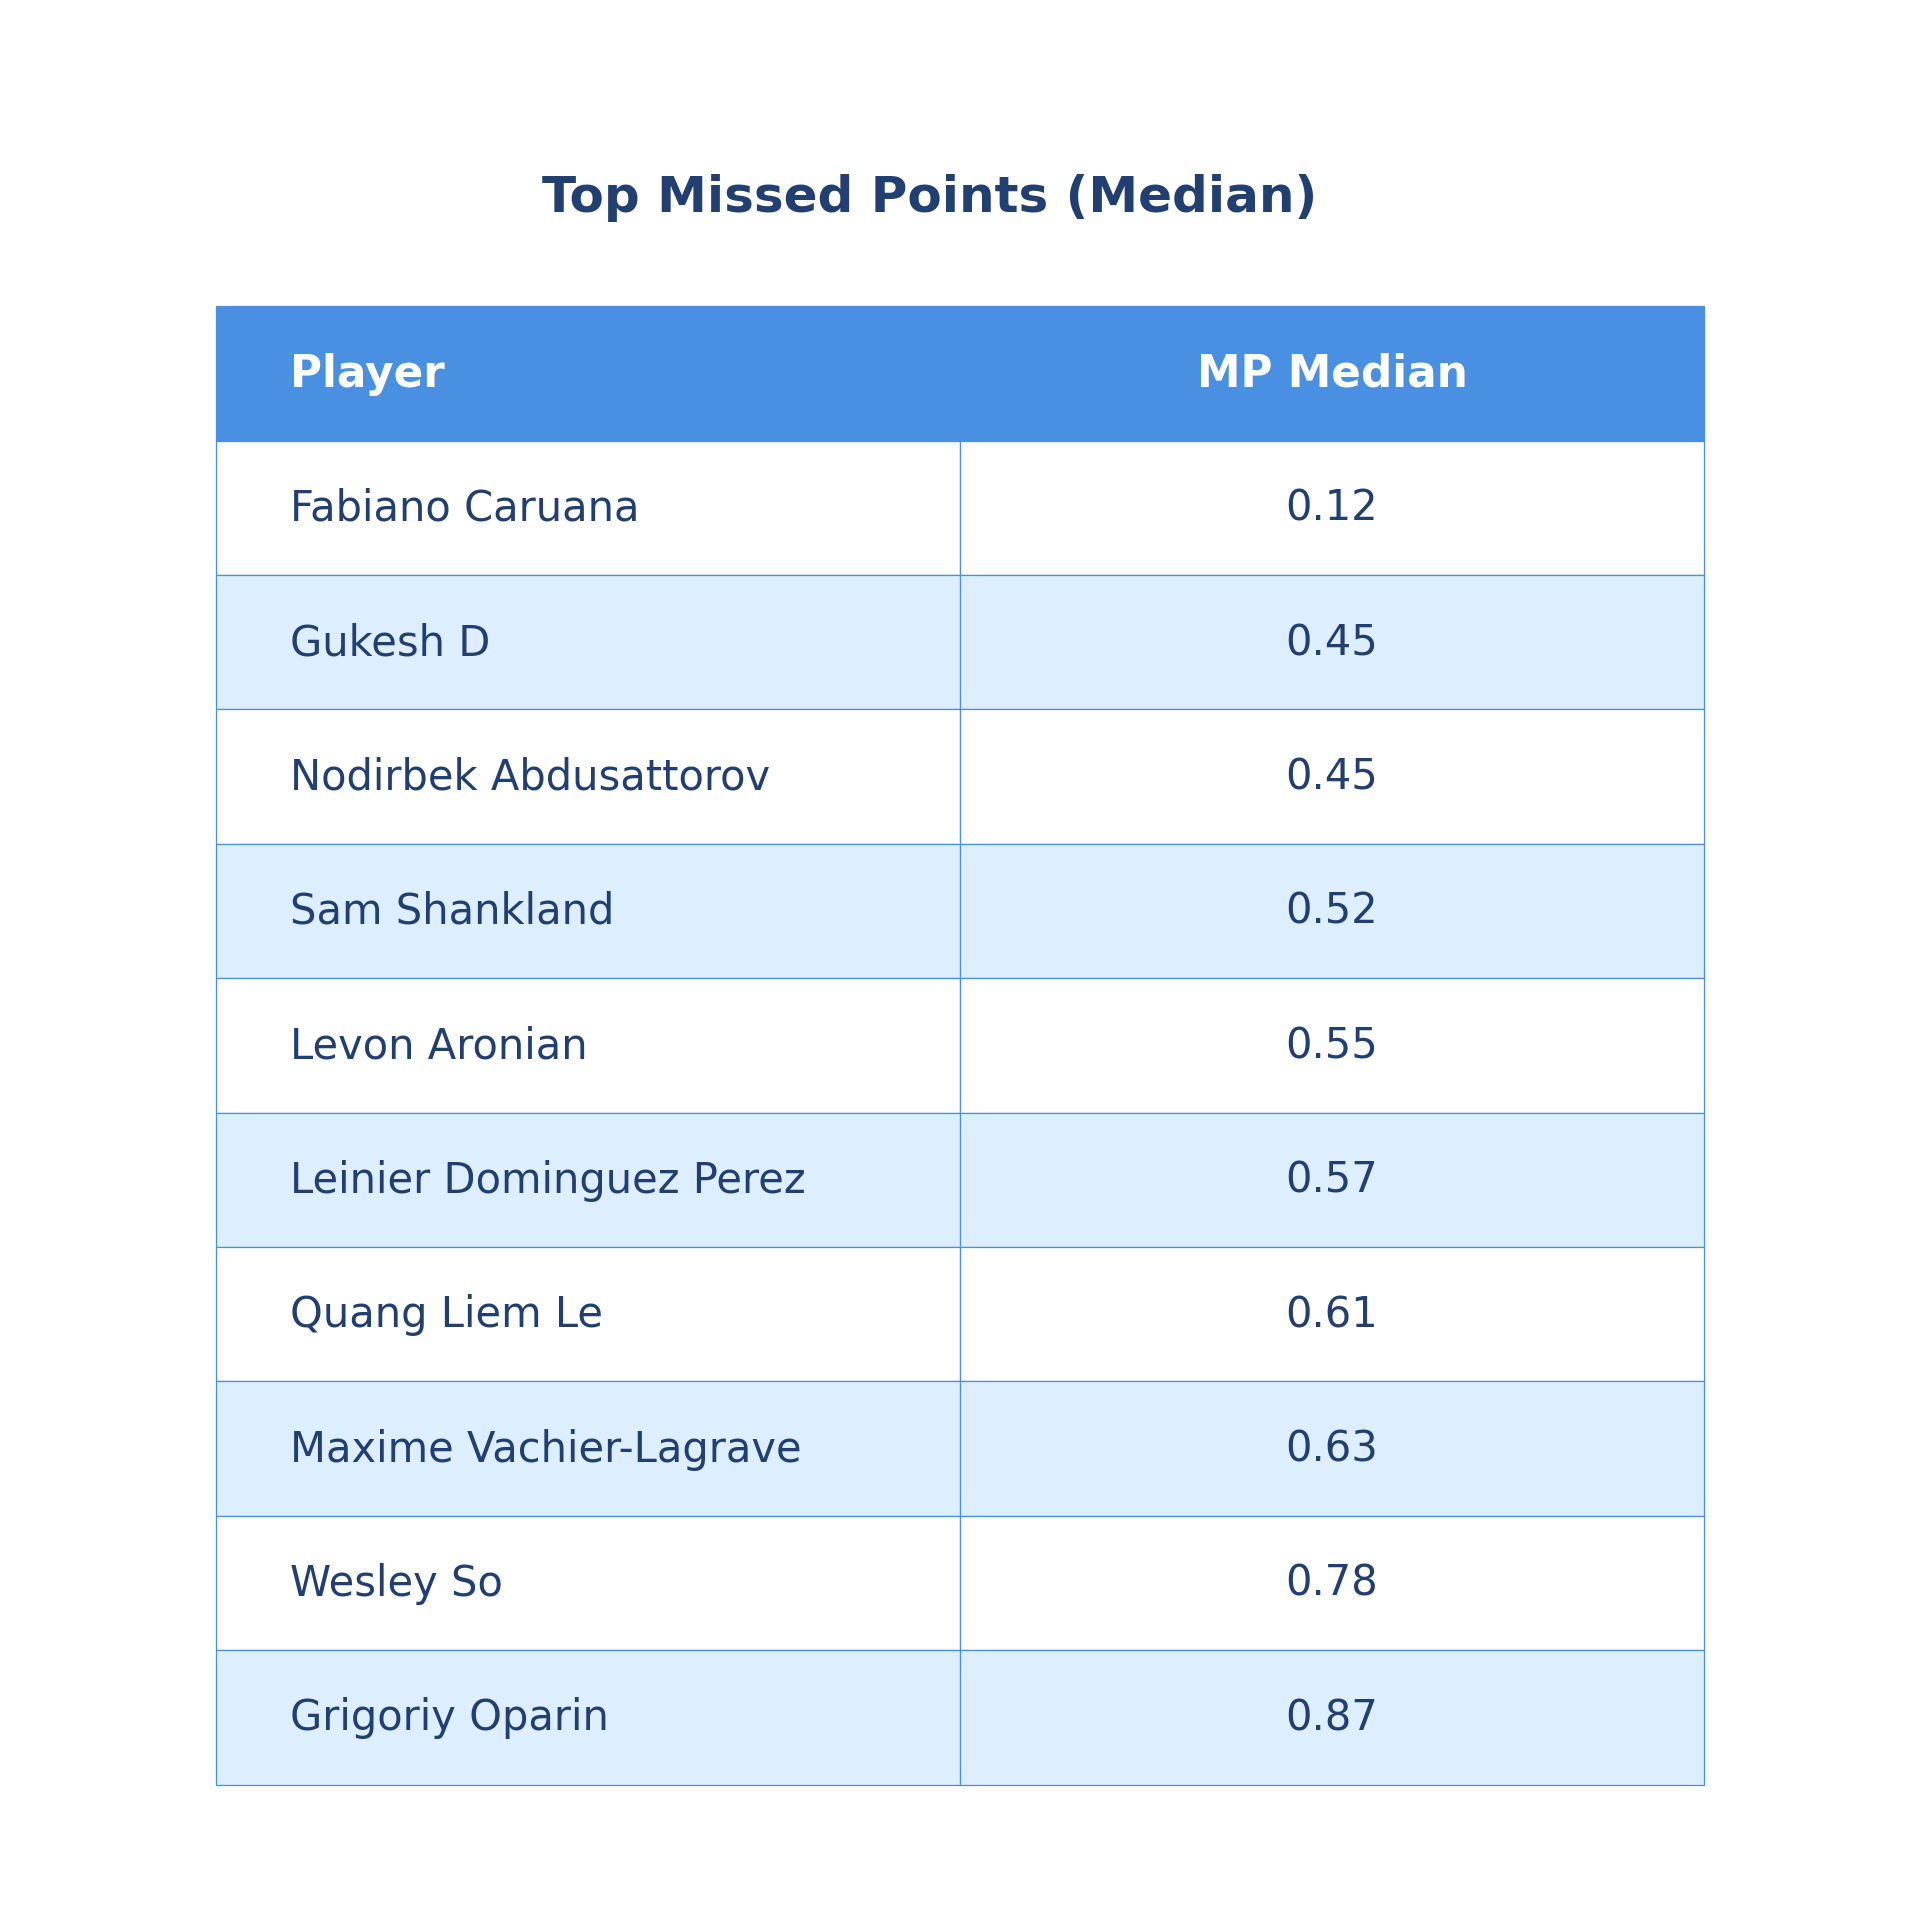 Top Missed Points (Median)
Player MP Median
Fabiano Caruana 0.12
Gukesh D 0.45
Nodirbek Abdusattorov 0.45
Sam Shankland 0.52
Levon Aronian 0.55
Leinier Dominguez Perez 0.57
Quang Liem Le 0.61
Maxime Vachier-Lagrave 0.63
Wesley So 0.78
Grigoriy Oparin 0.87